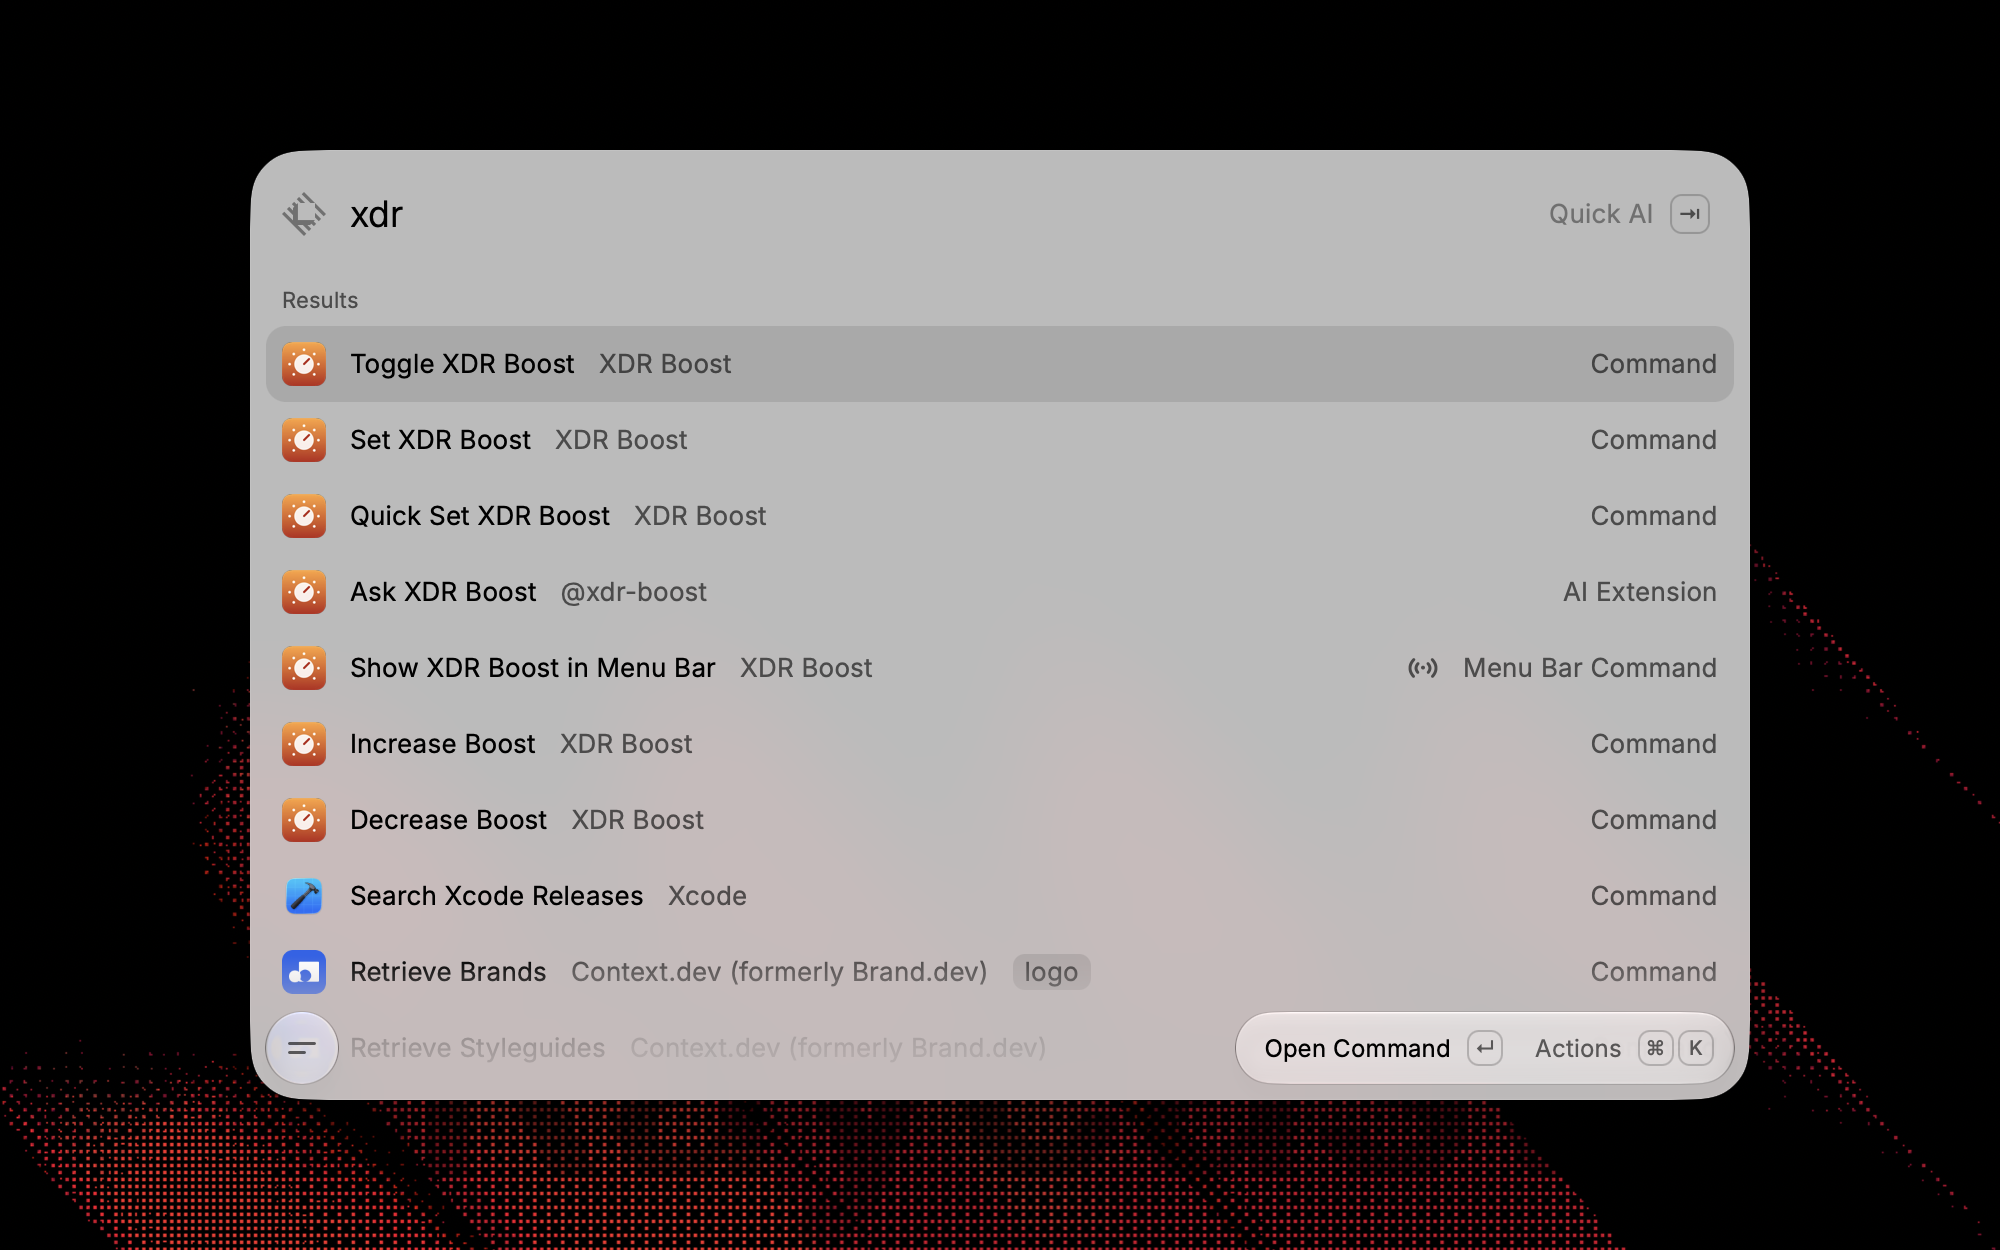 xdr Quick AI
Results
Toggle XDR Boost XDR Boost Command
Set XDR Boost XDR Boost Command
Quick Set XDR Boost XDR Boost Command
Ask XDR Boost @xdr-boost AI Extension
Show XDR Boost in Menu Bar XDR Boost Menu Bar Command
Increase Boost XDR Boost Command
Decrease Boost XDR Boost Command
Search Xcode Releases Xcode Command
Retrieve Brands Context.dev (formerly Brand.dev) logo Command
Retrieve Styleguides Context.dev (formerly Brand.dev) Open Command Actions ⌘ K